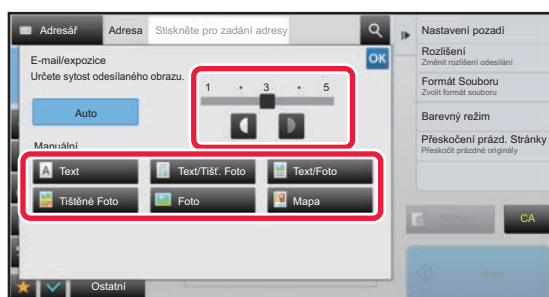 Adresář
Adresa
Stiskněte pro zadání adresy
E-mail/expozice
OK
Určete sytost odesílaného obrazu.
1 · 3 · 5
Auto
Manuální
A Text
Text/Tišť. Foto
Text/Foto
Tištěné Foto
Foto
Mapa
Ostatní
Nastavení pozadí
Rozlišení
Změnit rozlišení odesílání
Formát Souboru
Zvolit formát souboru
Barevný režim
Přeskočení prázd. Stránky
Přeskočit prázdné originály
Náhled
CA
Start